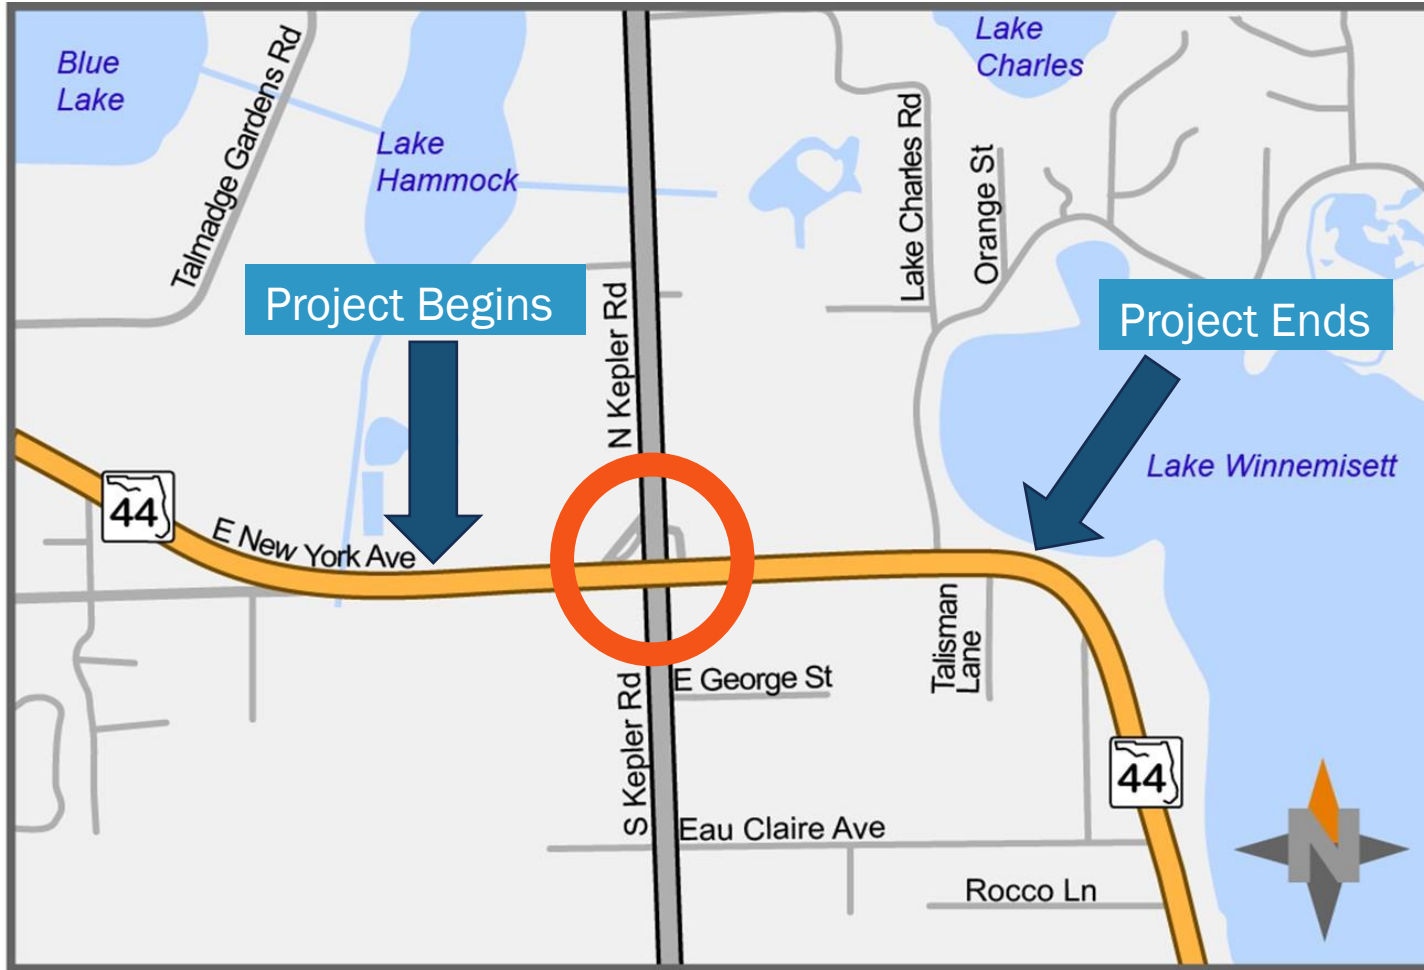 Blue
Lake
Talmadge Gardens Rd
Lake
Hammock
Lake
Charles
Lake Charles Rd
Orange St
Project Begins
N Kepler Rd
Project Ends
Lake Winnemisett
44
E New York Ave
Talisman
Lane
E George St
S Kepler Rd
44
Eau Claire Ave
Rocco Ln
N